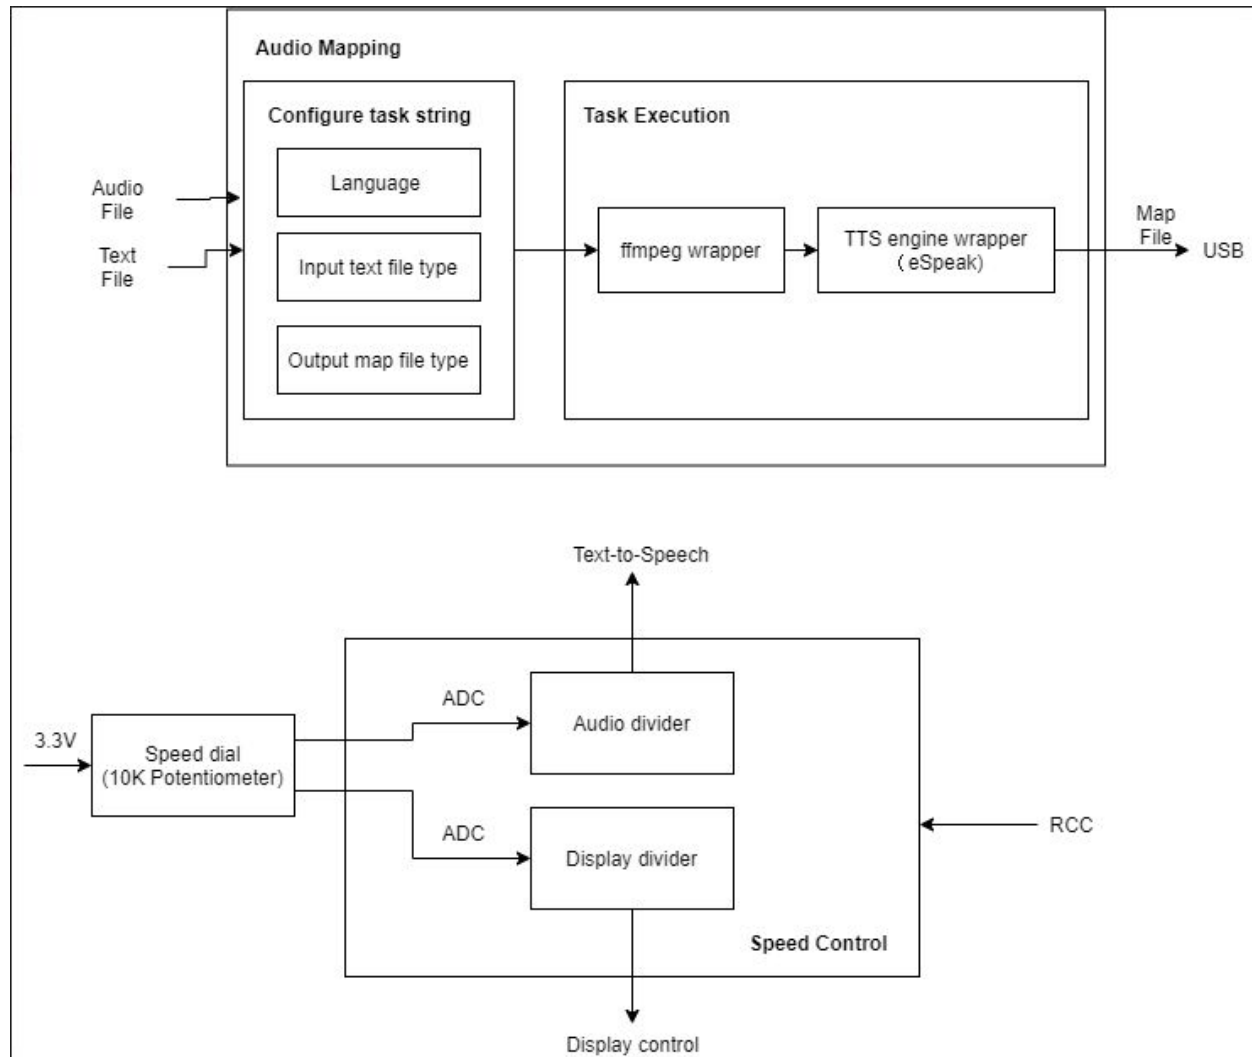 Audio Mapping
Configure task string
Language
Input text file type
Output map file type
Audio
File
Text
File
Task Execution
ffmpeg wrapper
TTS engine wrapper
( eSpeak)
Map
File
USB
Text-to-Speech
3.3V
Speed dial
(10K Potentiometer)
ADC
Audio divider
ADC
Display divider
RCC
Speed Control
Display control